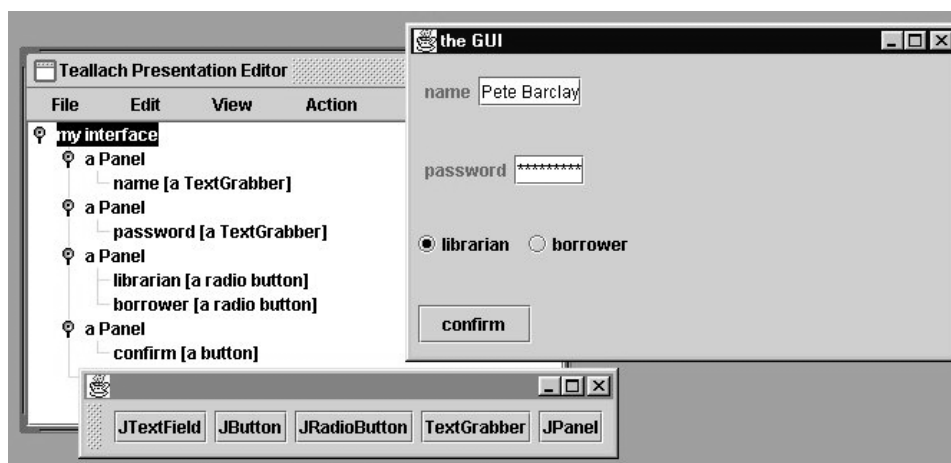 Teallach Presentation Editor
File Edit View Action
my interface
a Panel
name [a TextGrabber]
a Panel
password [a TextGrabber]
a Panel
librarian [a radio button]
borrower [a radio button]
a Panel
confirm [a button]
the GUI
name Pete Barclay
password *********
librarian borrower
confirm
JTextField JButton JRadioButton TextGrabber JPanel